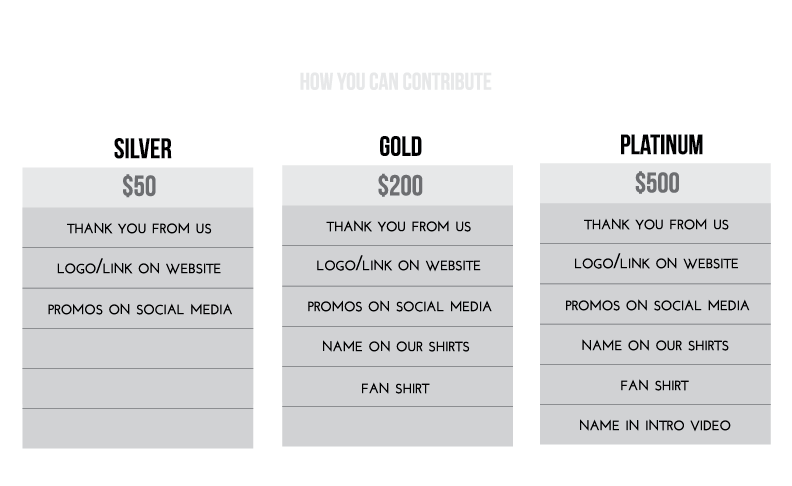 HOW YOU CAN CONTRIBUTE
SILVER
$50
THANK YOU FROM US
LOGO/LINK ON WEBSITE
PROMOS ON SOCIAL MEDIA
GOLD
$200
THANK YOU FROM US
LOGO/LINK ON WEBSITE
PROMOS ON SOCIAL MEDIA
NAME ON OUR SHIRTS
FAN SHIRT
PLATINUM
$500
THANK YOU FROM US
LOGO/LINK ON WEBSITE
PROMOS ON SOCIAL MEDIA
NAME ON OUR SHIRTS
FAN SHIRT
NAME IN INTRO VIDEO